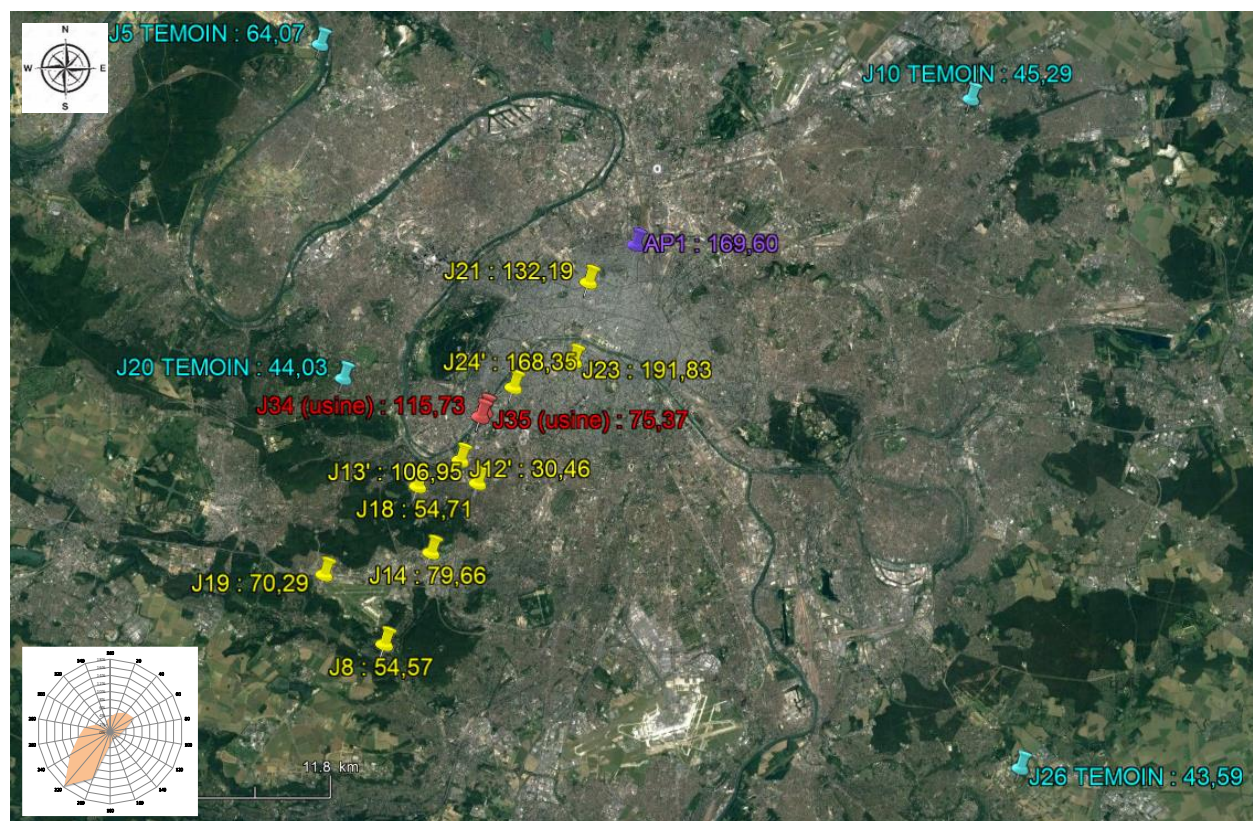 N
J5 TEMOIN : 64,07
W
E
S
J10 TEMOIN : 45,29
AP1 : 169,60
J21 : 132,19
J24' : 168,35
J23 : 191,83
J20 TEMOIN : 44,03
J34 (usine) : 115,73
J35 (usine) : 75,37
J13' : 106,95
J12' : 30,46
J18 : 54,71
J14 : 79,66
J19 : 70,29
J8 : 54,57
11.8 km
J26 TEMOIN : 43,59